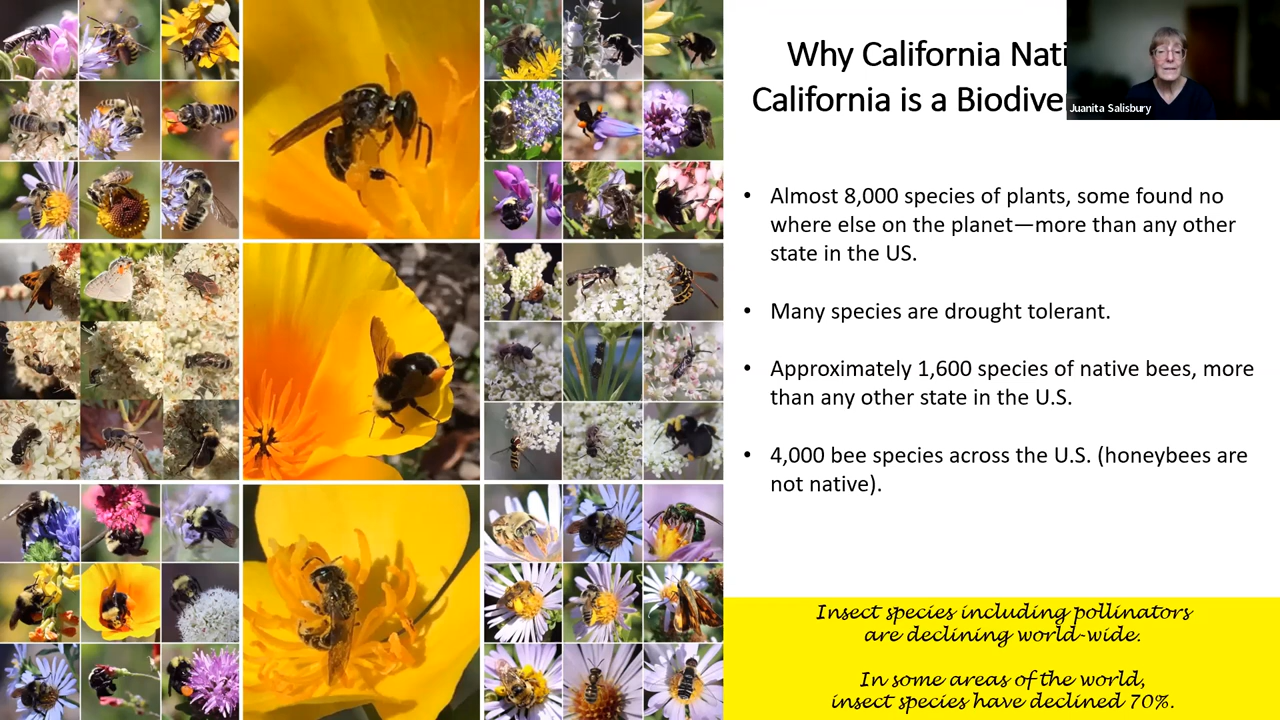 Why California Nati
California is a Biodive
Juanita Salisbury
• Almost 8,000 species of plants, some found no
where else on the planet—more than any other
state in the US.
• Many species are drought tolerant.
• Approximately 1,600 species of native bees, more
than any other state in the U.S.
• 4,000 bee species across the U.S. (honeybees are
not native).
Insect species including pollinators
are declining world-wide.
In some areas of the world,
insect species have declined 70%.